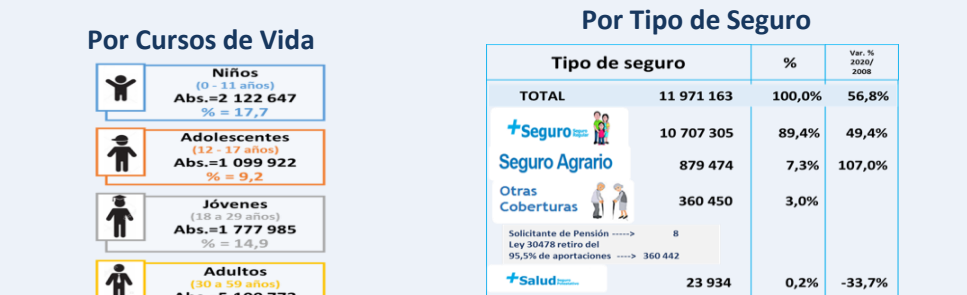 Por Cursos de Vida
Niños
(0 - 11 años)
Abs.=2 122 647
% = 17,7
Adolescentes
(12 - 17 años)
Abs.=1 099 922
% = 9,2
Jóvenes
(18 a 29 años)
Abs.=1 777 985
% = 14,9
Adultos
(30 a 59 años)
Por Tipo de Seguro
Tipo de seguro % Var. % 2020/ 2008
TOTAL 11 971 163 100,0% 56,8%
+Seguro 10 707 305 89,4% 49,4%
Seguro Agrario 879 474 7,3% 107,0%
Otras
Coberturas 360 450 3,0%
Solicitante de Pensión -----> 8
Ley 30478 retiro del
95,5% de aportaciones ----> 360 442
+Salud 23 934 0,2% -33,7%